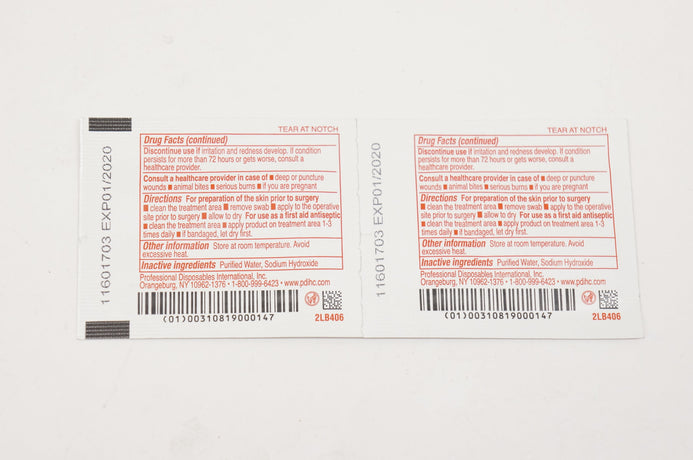 11601703 EXP01/2020
TEAR AT NOTCH
Drug Facts (continued)
Discontinue use if irritation and redness develop. If condition
persists for more than 72 hours or gets worse, consult a
healthcare provider.
Consult a healthcare provider in case of ■ deep or puncture
wounds ■ animal bites ■ serious burns ■ if you are pregnant
Directions For preparation of the skin prior to surgery
■ clean the treatment area ■ remove swab ■ apply to the operative
site prior to surgery ■ allow to dry For use as a first aid antiseptic
■ clean the treatment area ■ apply product on treatment area 1-3
times daily ■ if bandaged, let dry first.
Other information Store at room temperature. Avoid
excessive heat.
Inactive ingredients Purified Water, Sodium Hydroxide
Professional Disposables International, Inc.
Orangeburg, NY 10962-1376 • 1-800-999-6423 • www.pdihc.com
(01)00310819000147
2LB406
11601703 EXP01/2020
TEAR AT NOTCH
Drug Facts (continued)
Discontinue use if irritation and redness develop. If condition
persists for more than 72 hours or gets worse, consult a
healthcare provider.
Consult a healthcare provider in case of ■ deep or puncture
wounds ■ animal bites ■ serious burns ■ if you are pregnant
Directions For preparation of the skin prior to surgery
■ clean the treatment area ■ remove swab ■ apply to the operative
site prior to surgery ■ allow to dry For use as a first aid antiseptic
■ clean the treatment area ■ apply product on treatment area 1-3
times daily ■ if bandaged, let dry first.
Other information Store at room temperature. Avoid
excessive heat.
Inactive ingredients Purified Water, Sodium Hydroxide
Professional Disposables International, Inc.
Orangeburg, NY 10962-1376 • 1-800-999-6423 • www.pdihc.com
(01)00310819000147
2LB406